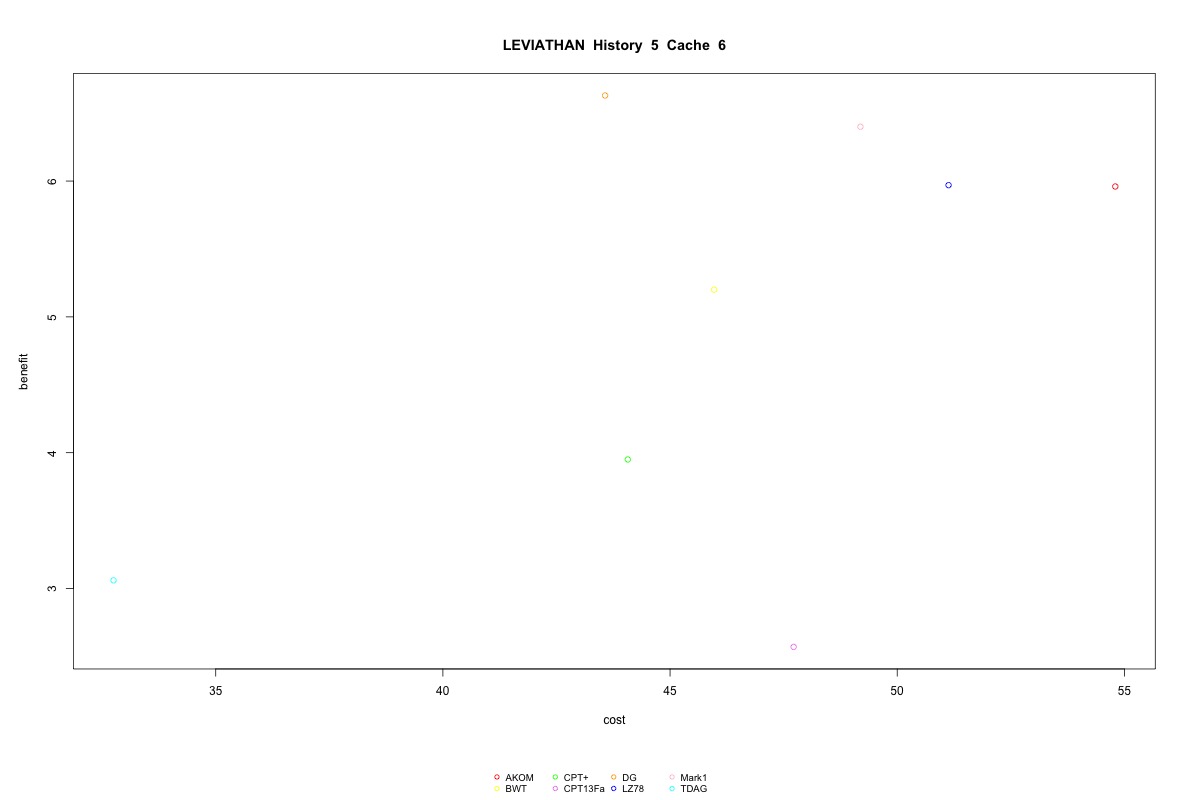 LEVIATHAN History 5 Cache 6
benefit
6
5
4
3
35 40 45 50 55
cost
AKOM CPT+ DG Mark1
BWT CPT13Fa LZ78 TDAG